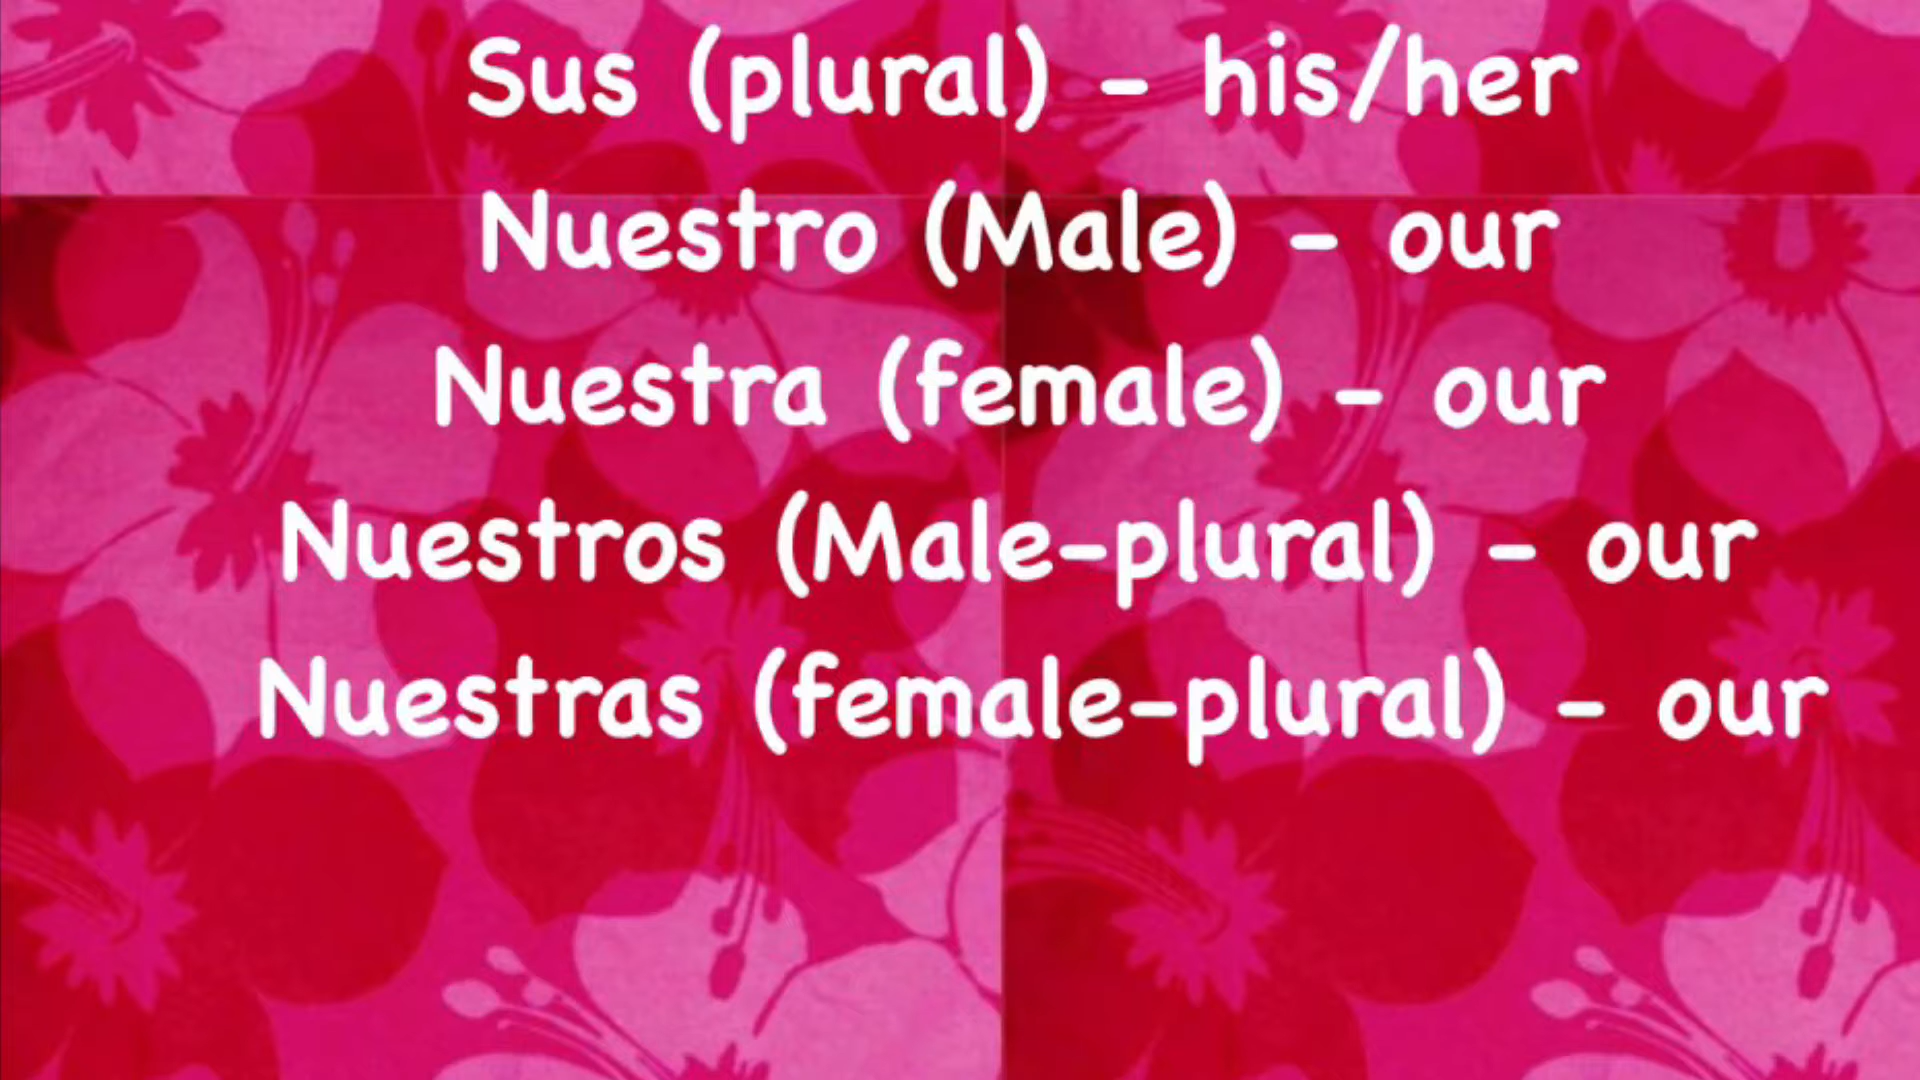 Sus (plural) - his/her
Nuestro (Male) - our
Nuestra (female) - our
Nuestros (Male-plural) - our
Nuestras (female-plural) - our